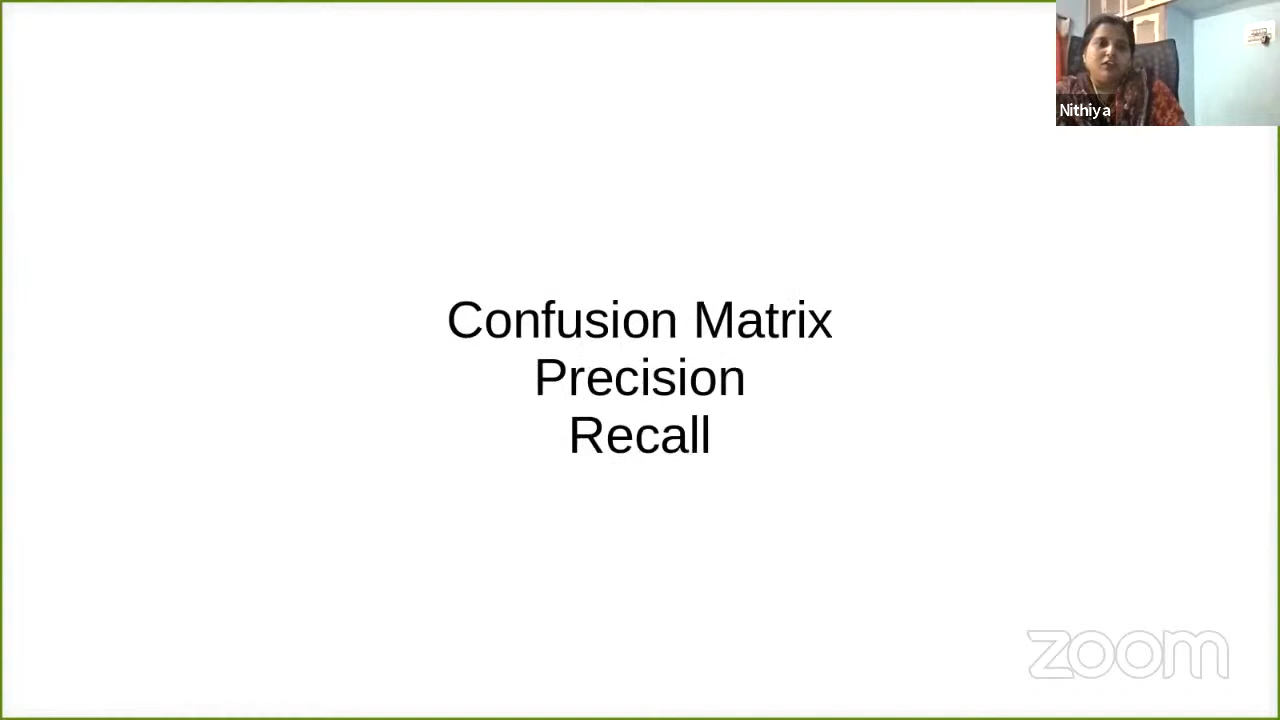 Nithiya
Confusion Matrix
Precision
Recall
zoom